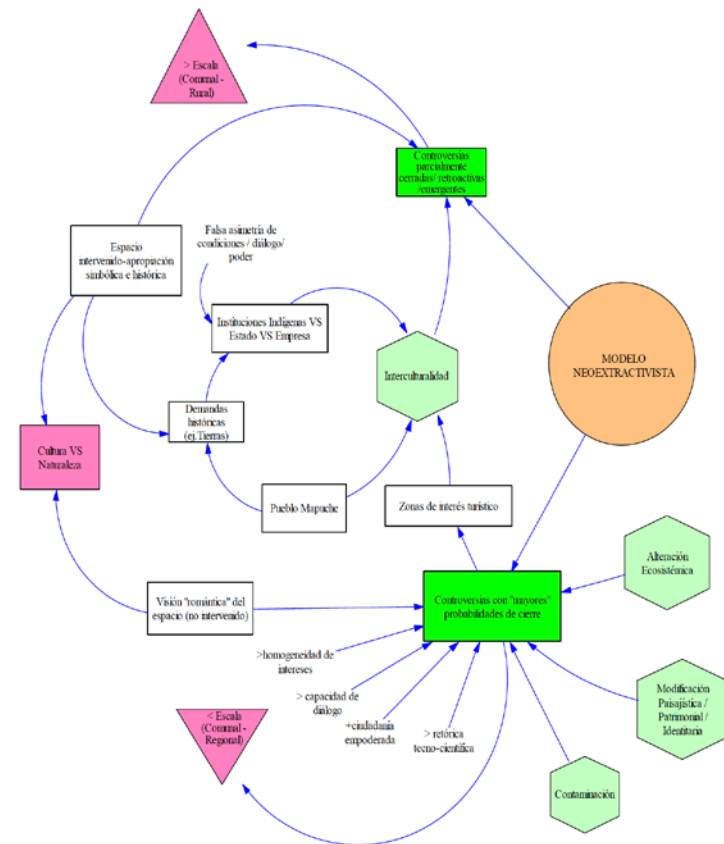 > Escala
(Comunal -
Rural)
Controversias
parcialmente
cerradas/ retroactivas
/emergentes
Espacio
intervenido-apropiación
simbólica e histórica
Falsa asimetría de
condiciones / diálogo/
poder
Instituciones Indígenas VS
Estado VS Empresa
Interculturalidad
MODELO
NEOEXTRACTIVISTA
Demandas
históricas
(ej.Tierras)
Cultura VS
Naturaleza
Pueblo Mapuche
Zonas de interés turístico
Alteración
Ecosistémica
Visión "romántica" del
espacio (no intervenido)
Controversias con "mayores"
probabilidades de cierre
>homogeneidad de
intereses
> capacidad de
diálogo
+ciudadanía
empoderada
> retórica
tecno-científica
Modificación
Paisajística /
Patrimonial /
Identitaria
< Escala
(Comunal -
Regional)
Contaminación